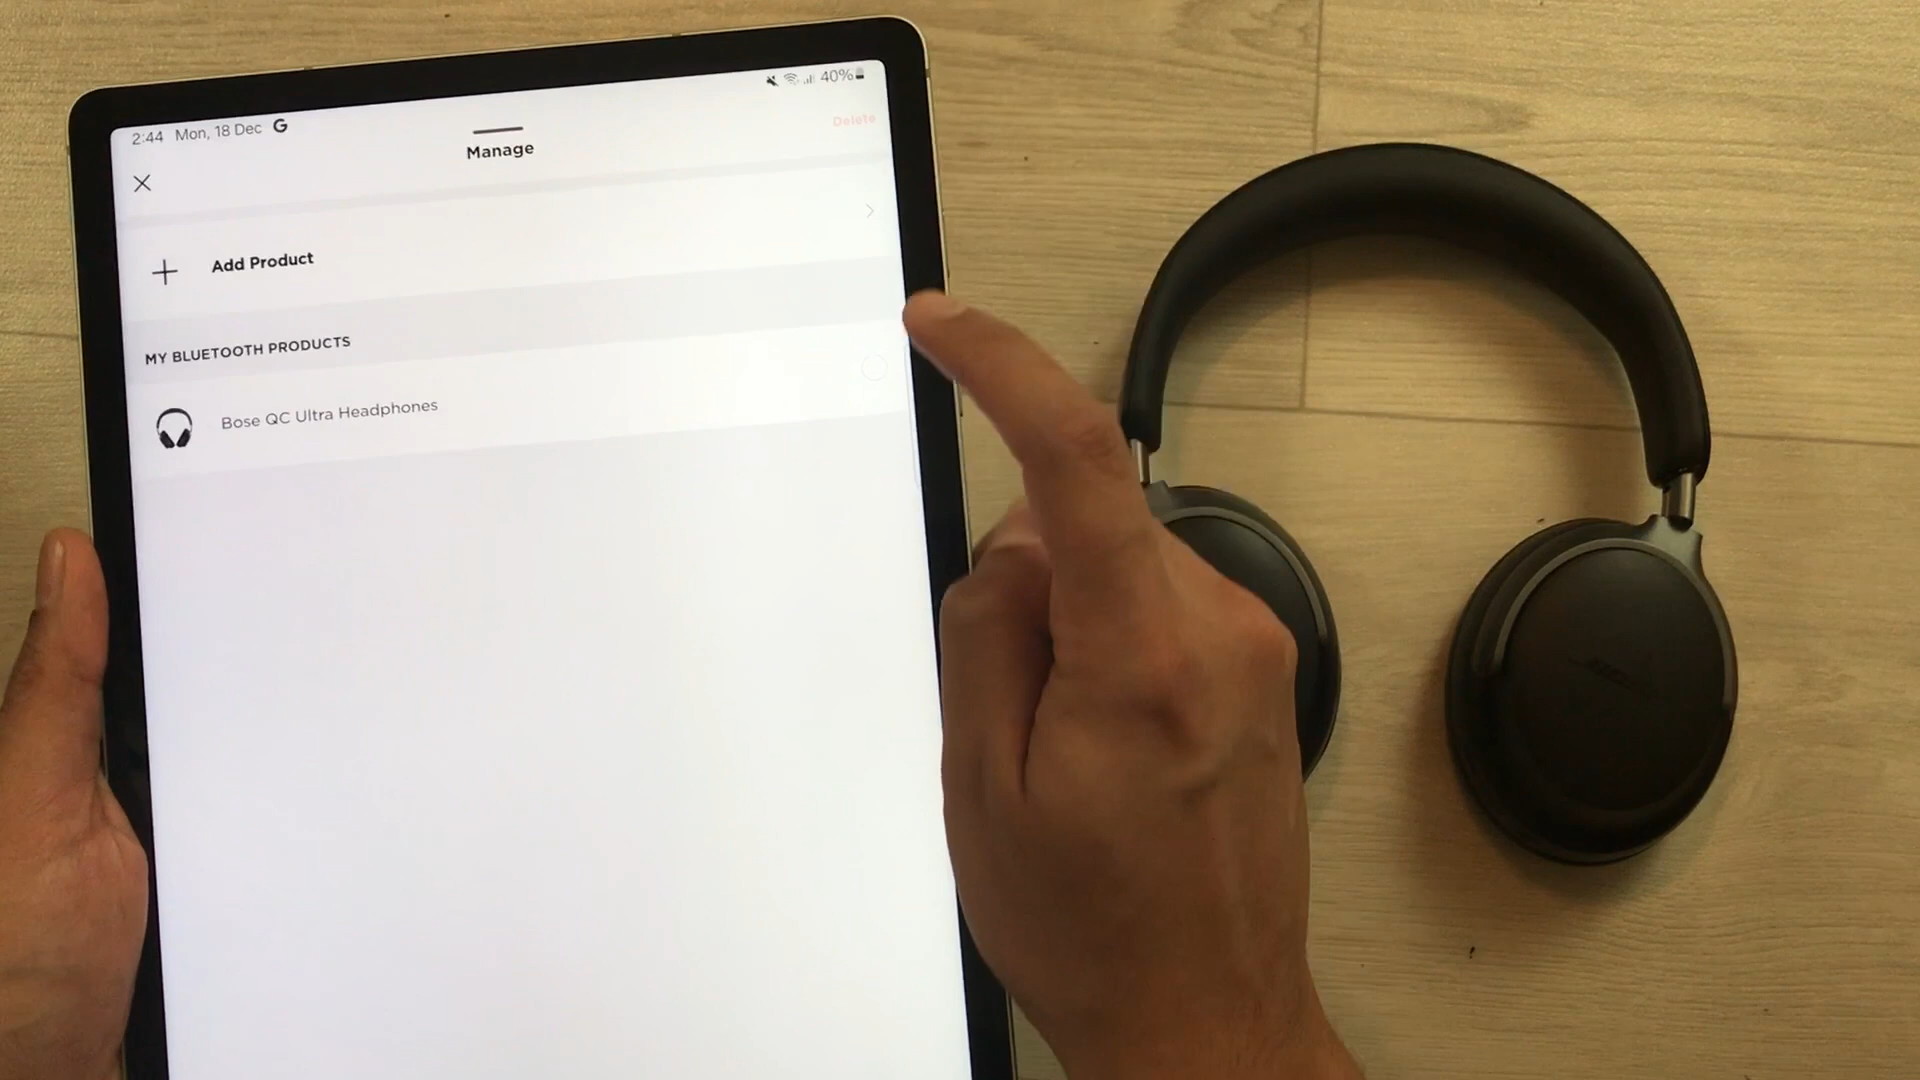 2:44 Mon, 18 Dec G
40%
Manage
Delete
Add Product
MY BLUETOOTH PRODUCTS
Bose QC Ultra Headphones